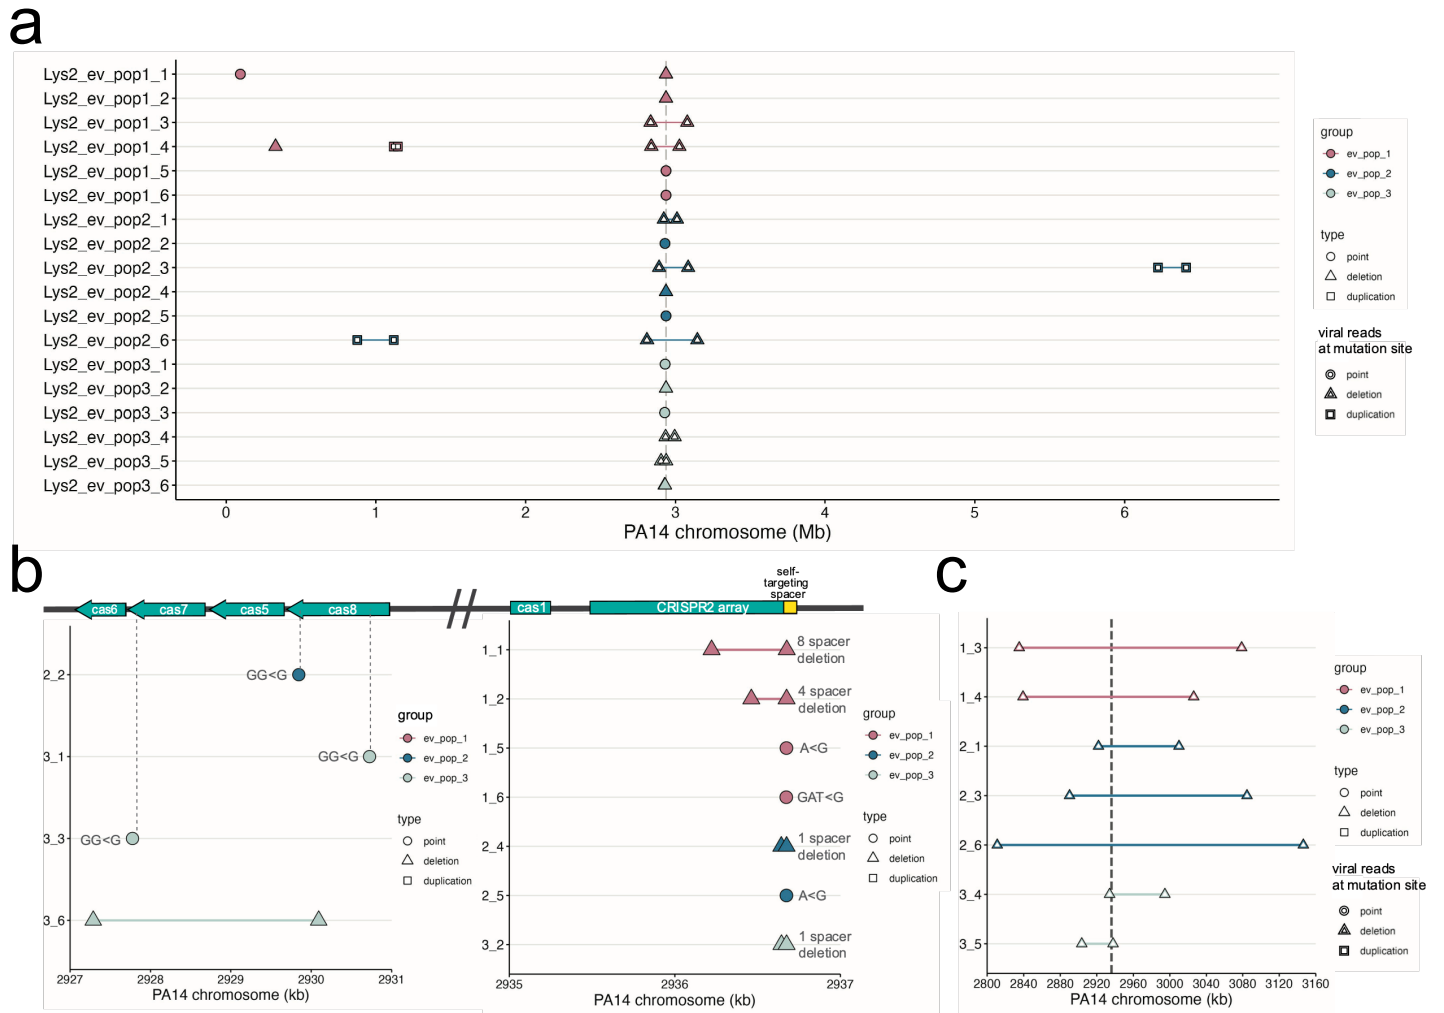 a
Lys2_ev_pop1_1
Lys2_ev_pop1_2
Lys2_ev_pop1_3
Lys2_ev_pop1_4
Lys2_ev_pop1_5
Lys2_ev_pop1_6
Lys2_ev_pop2_1
Lys2_ev_pop2_2
Lys2_ev_pop2_3
Lys2_ev_pop2_4
Lys2_ev_pop2_5
Lys2_ev_pop2_6
Lys2_ev_pop3_1
Lys2_ev_pop3_2
Lys2_ev_pop3_3
Lys2_ev_pop3_4
Lys2_ev_pop3_5
Lys2_ev_pop3_6
0 1 2 3 4 5 6
PA14 chromosome (Mb)
group
ev_pop_1
ev_pop_2
ev_pop_3
type
point
deletion
duplication
viral reads
at mutation site
point
deletion
duplication
b
cas6 cas7 cas5 cas8
cas1 CRISPR2 array
self-
targeting
spacer
2_2
GG<G
3_1
GG<G
3_3
GG<G
3_6
2927 2928 2929 2930 2931
PA14 chromosome (kb)
group
ev_pop_1
ev_pop_2
ev_pop_3
type
point
deletion
duplication
1_1
8 spacer
deletion
1_2
4 spacer
deletion
1_5
A<G
1_6
GAT<G
2_4
1 spacer
deletion
2_5
A<G
3_2
1 spacer
deletion
2935 2936 2937
PA14 chromosome (kb)
group
ev_pop_1
ev_pop_2
ev_pop_3
type
point
deletion
duplication
c
1_3
1_4
2_1
2_3
2_6
3_4
3_5
2800 2840 2880 2920 2960 3000 3040 3080 3120 3160
PA14 chromosome (kb)
group
ev_pop_1
ev_pop_2
ev_pop_3
type
point
deletion
duplication
viral reads
at mutation site
point
deletion
duplication